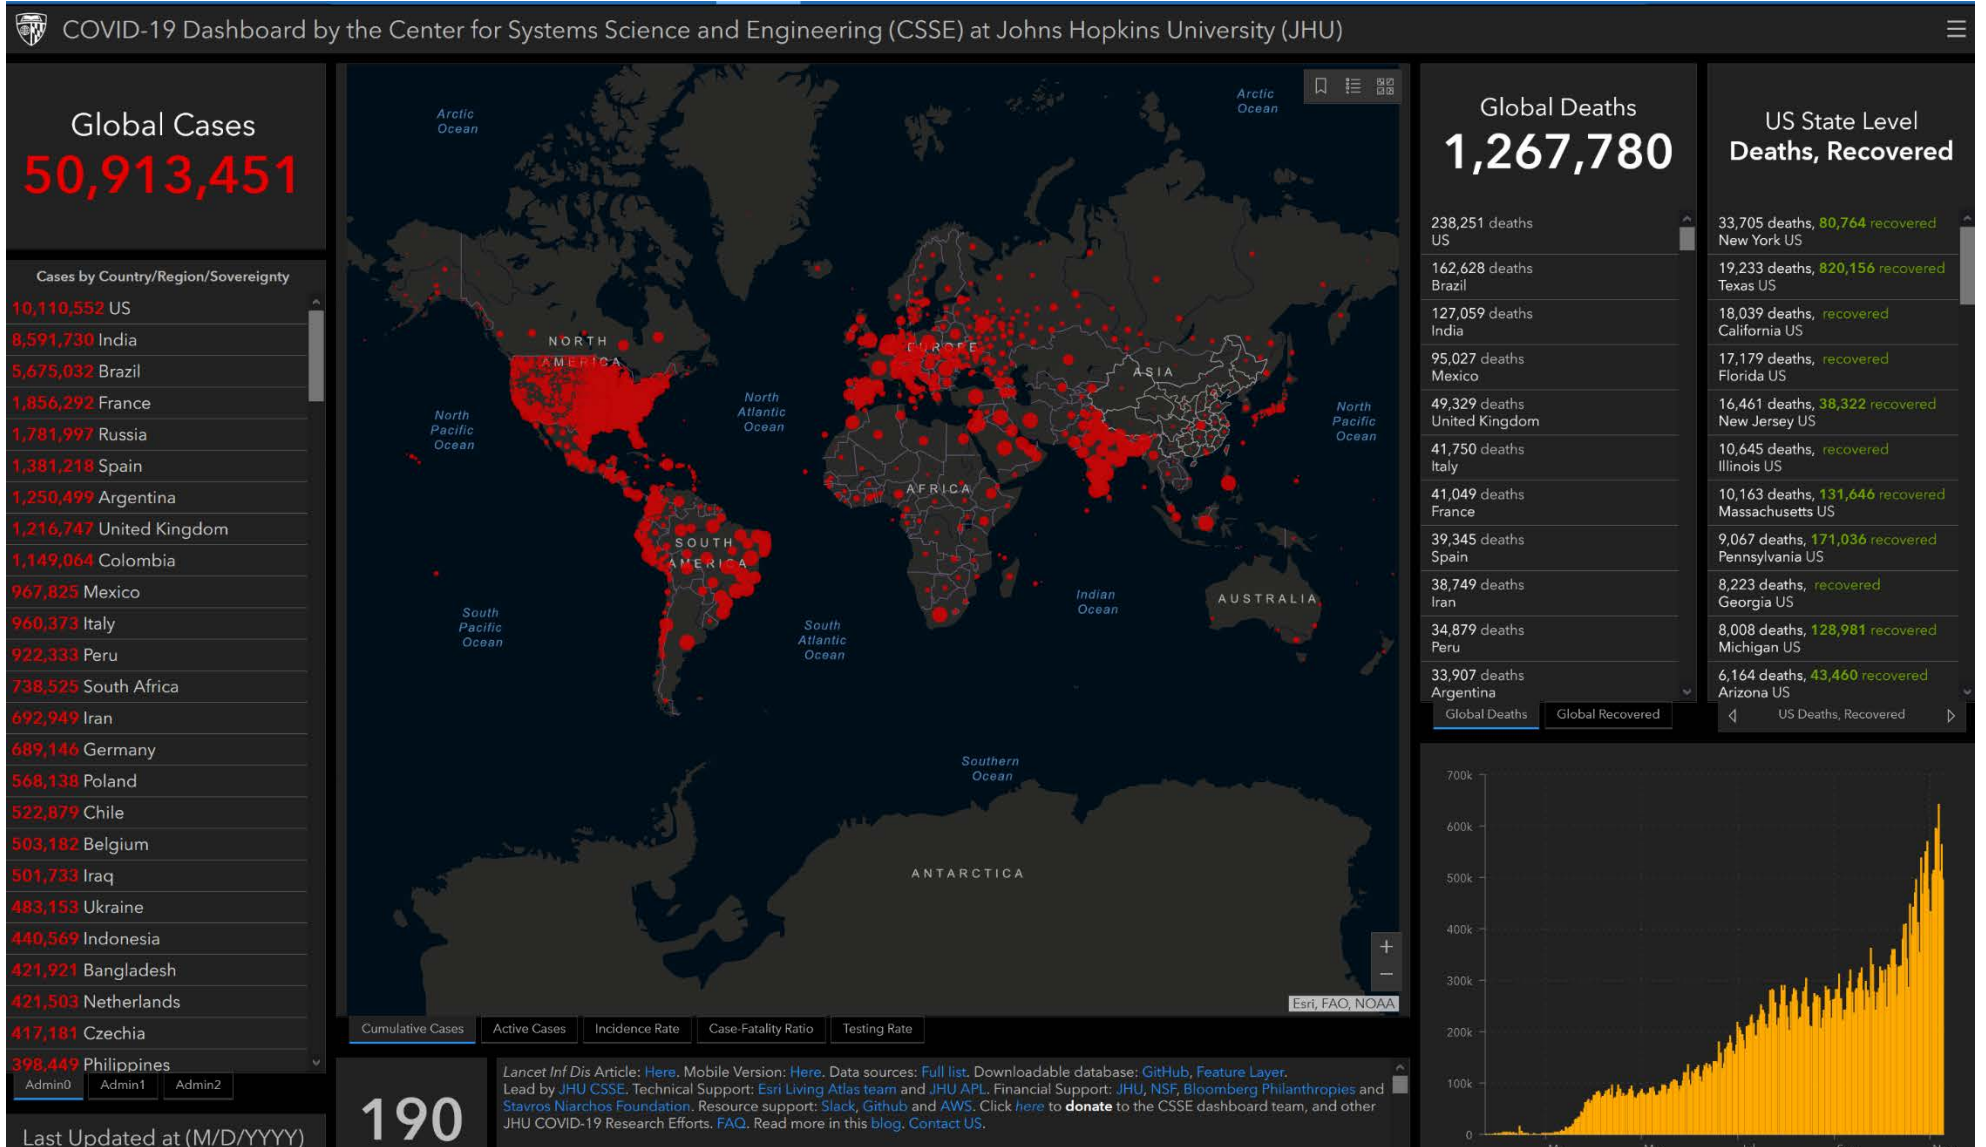 COVID-19 Dashboard by the Center for Systems Science and Engineering (CSSE) at Johns Hopkins University (JHU)
Global Cases
50,913,451
Cases by Country/Region/Sovereignty
10,110,552 US
8,591,730 India
5,675,032 Brazil
1,856,292 France
1,781,997 Russia
1,381,218 Spain
1,250,499 Argentina
1,216,747 United Kingdom
1,149,064 Colombia
967,825 Mexico
960,373 Italy
922,333 Peru
738,525 South Africa
692,949 Iran
689,146 Germany
568,138 Poland
522,879 Chile
503,182 Belgium
501,733 Iraq
483,153 Ukraine
440,569 Indonesia
421,921 Bangladesh
421,503 Netherlands
417,181 Czechia
398,449 Philippines
Admin0 Admin1 Admin2
Last Updated at (M/D/YYYY)
Arctic
Ocean
Arctic
Ocean
NORTH
AMERICA
EUROPE
ASIA
North
Pacific
Ocean
North
Atlantic
Ocean
North
Pacific
Ocean
AFRICA
SOUTH
AMERICA
Indian
Ocean
AUSTRALIA
South
Pacific
Ocean
South
Atlantic
Ocean
Southern
Ocean
ANTARCTICA
+
−
Esri, FAO, NOAA
Cumulative Cases Active Cases Incidence Rate Case-Fatality Ratio Testing Rate
190
Lancet Inf Dis Article: Here. Mobile Version: Here. Data sources: Full list. Downloadable database: GitHub, Feature Layer.
Lead by JHU CSSE. Technical Support: Esri Living Atlas team and JHU APL. Financial Support: JHU, NSF, Bloomberg Philanthropies and
Stavros Niarchos Foundation. Resource support: Slack, Github and AWS. Click here to donate to the CSSE dashboard team, and other
JHU COVID-19 Research Efforts. FAQ. Read more in this blog. Contact US.
Global Deaths
1,267,780
238,251 deaths
US
162,628 deaths
Brazil
127,059 deaths
India
95,027 deaths
Mexico
49,329 deaths
United Kingdom
41,750 deaths
Italy
41,049 deaths
France
39,345 deaths
Spain
38,749 deaths
Iran
34,879 deaths
Peru
33,907 deaths
Argentina
Global Deaths Global Recovered
US State Level
Deaths, Recovered
33,705 deaths, 80,764 recovered
New York US
19,233 deaths, 820,156 recovered
Texas US
18,039 deaths, recovered
California US
17,179 deaths, recovered
Florida US
16,461 deaths, 38,322 recovered
New Jersey US
10,645 deaths, recovered
Illinois US
10,163 deaths, 131,646 recovered
Massachusetts US
9,067 deaths, 171,036 recovered
Pennsylvania US
8,223 deaths, recovered
Georgia US
8,008 deaths, 128,981 recovered
Michigan US
6,164 deaths, 43,460 recovered
Arizona US
US Deaths, Recovered
700k
600k
500k
400k
300k
200k
100k
0